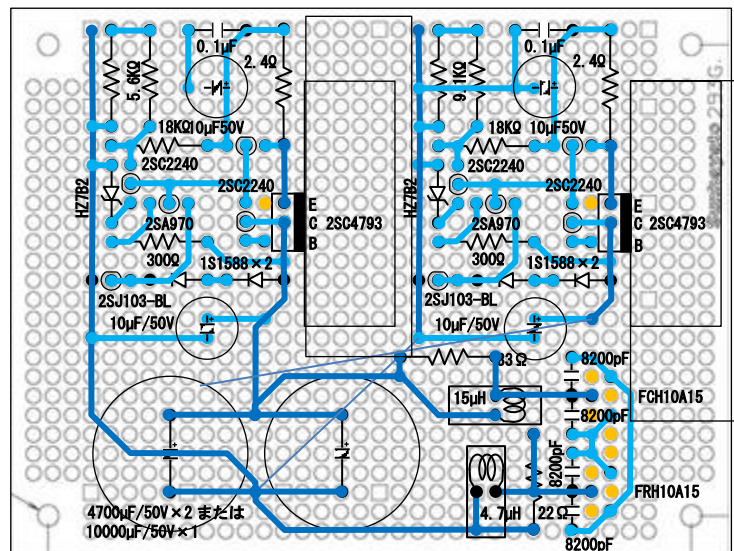 0.1μF
2.4Ω
5.6KΩ
18KΩ
10μF50V
2SC2240
2SC2240
HZ7B2
2SA970
E
C
B
2SC4793
300Ω
1S1588×2
2SJ103-BL
10μF/50V
0.1μF
2.4Ω
9.1KΩ
18KΩ
10μF50V
2SC2240
2SC2240
HZ7B2
2SA970
E
C
B
2SC4793
300Ω
1S1588×2
2SJ103-BL
10μF/50V
33Ω
8200pF
15μH
FCH10A15
8200pF
8200pF
FRH10A15
4.7μH
22Ω
8200pF
4700μF/50V×2 または
10000μF/50V×1